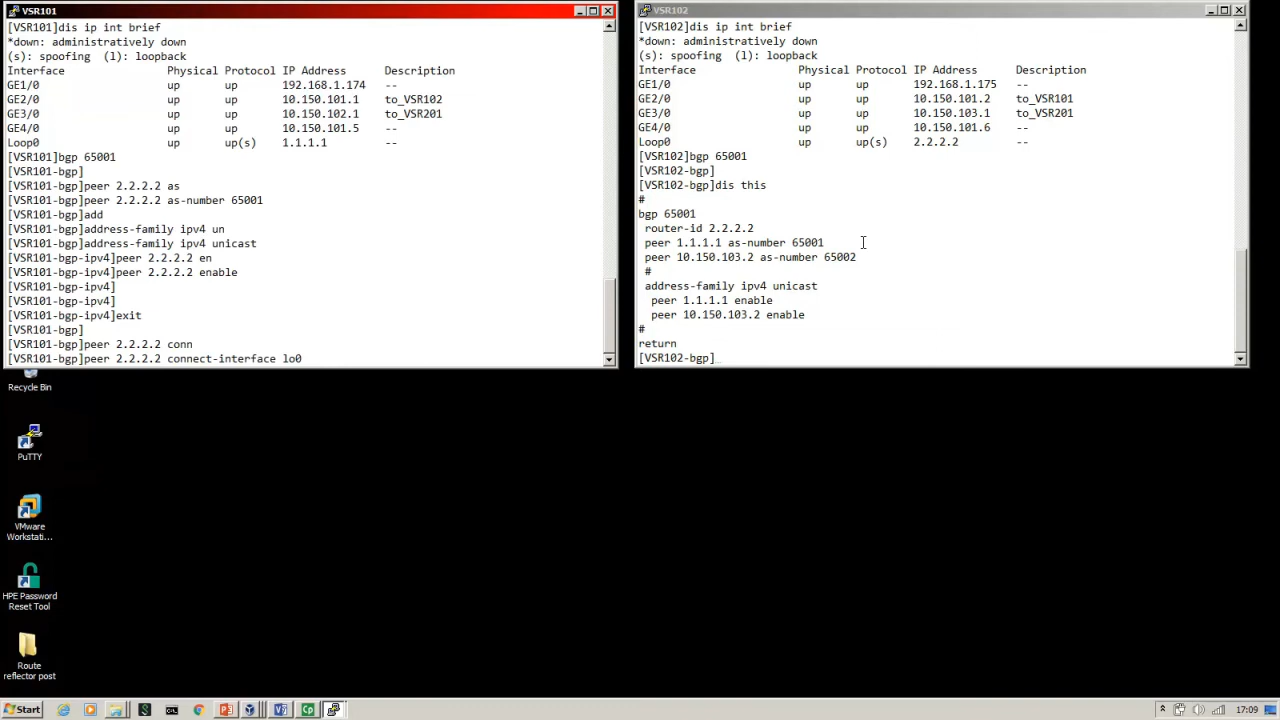 VSR101
[VSR101]dis ip int brief
*down: administratively down
(s): spoofing  (l): loopback
Interface Physical Protocol IP Address Description
GE1/0 up up 192.168.1.174 --
GE2/0 up up 10.150.101.1 to_VSR102
GE3/0 up up 10.150.102.1 to_VSR201
GE4/0 up up 10.150.101.5 --
Loop0 up up(s) 1.1.1.1 --
[VSR101]bgp 65001
[VSR101-bgp]
[VSR101-bgp]peer 2.2.2.2 as
[VSR101-bgp]peer 2.2.2.2 as-number 65001
[VSR101-bgp]add
[VSR101-bgp]address-family ipv4 un
[VSR101-bgp]address-family ipv4 unicast
[VSR101-bgp-ipv4]peer 2.2.2.2 en
[VSR101-bgp-ipv4]peer 2.2.2.2 enable
[VSR101-bgp-ipv4]
[VSR101-bgp-ipv4]
[VSR101-bgp-ipv4]exit
[VSR101-bgp]
[VSR101-bgp]peer 2.2.2.2 conn
[VSR101-bgp]peer 2.2.2.2 connect-interface lo0
VSR102
[VSR102]dis ip int brief
*down: administratively down
(s): spoofing  (l): loopback
Interface Physical Protocol IP Address Description
GE1/0 up up 192.168.1.175 --
GE2/0 up up 10.150.101.2 to_VSR101
GE3/0 up up 10.150.103.1 to_VSR201
GE4/0 up up 10.150.101.6 --
Loop0 up up(s) 2.2.2.2 --
[VSR102]bgp 65001
[VSR102-bgp]
[VSR102-bgp]dis this
#
bgp 65001
router-id 2.2.2.2
peer 1.1.1.1 as-number 65001
peer 10.150.103.2 as-number 65002
#
address-family ipv4 unicast
peer 1.1.1.1 enable
peer 10.150.103.2 enable
#
return
[VSR102-bgp]
Recycle Bin
PuTTY
VMware
Workstati...
HPE Password
Reset Tool
Route
reflector post
Start
17:09